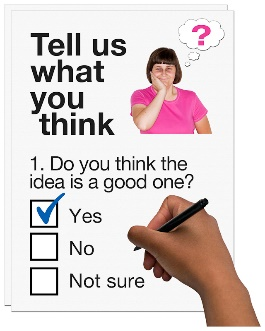 Tell us
what
you
think
?
1. Do you think the
idea is a good one?
Yes
No
Not sure